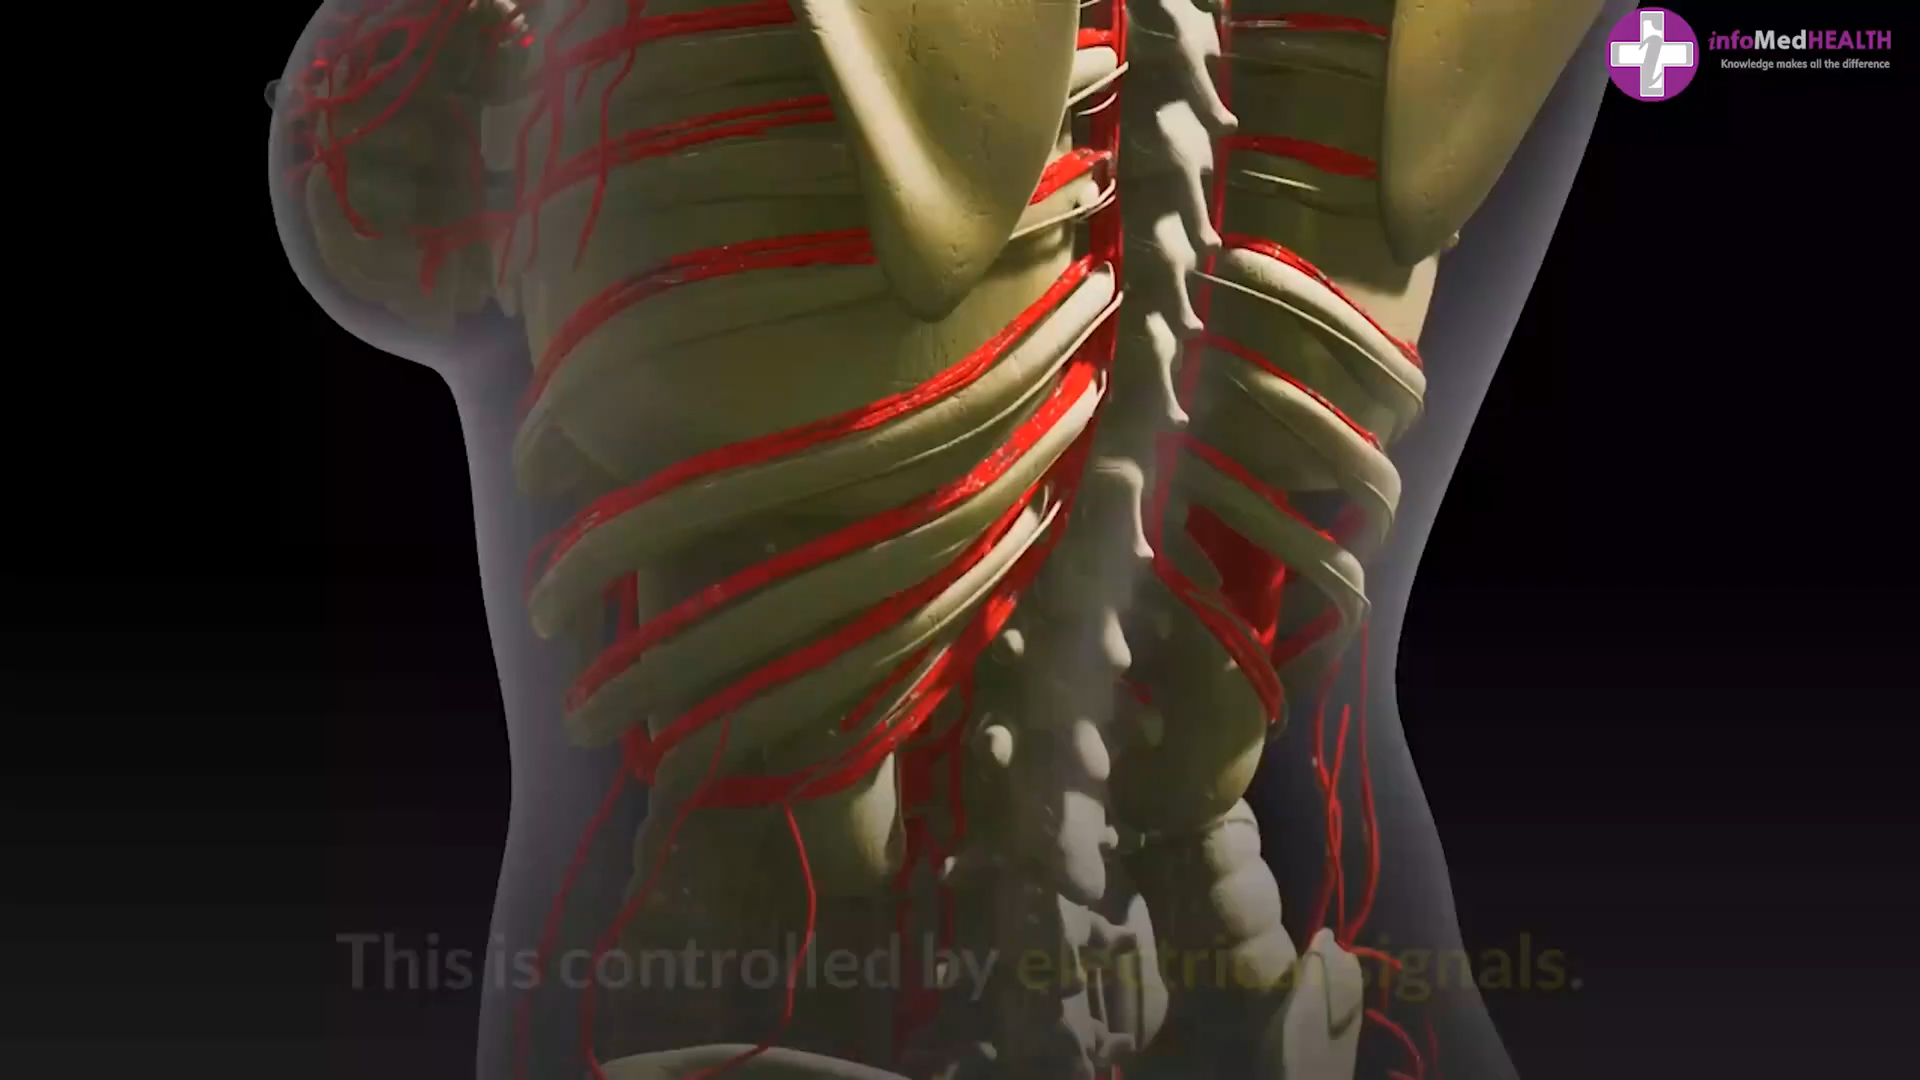 infoMedHEALTH
Knowledge makes all the difference
This is controlled by electrical signals.